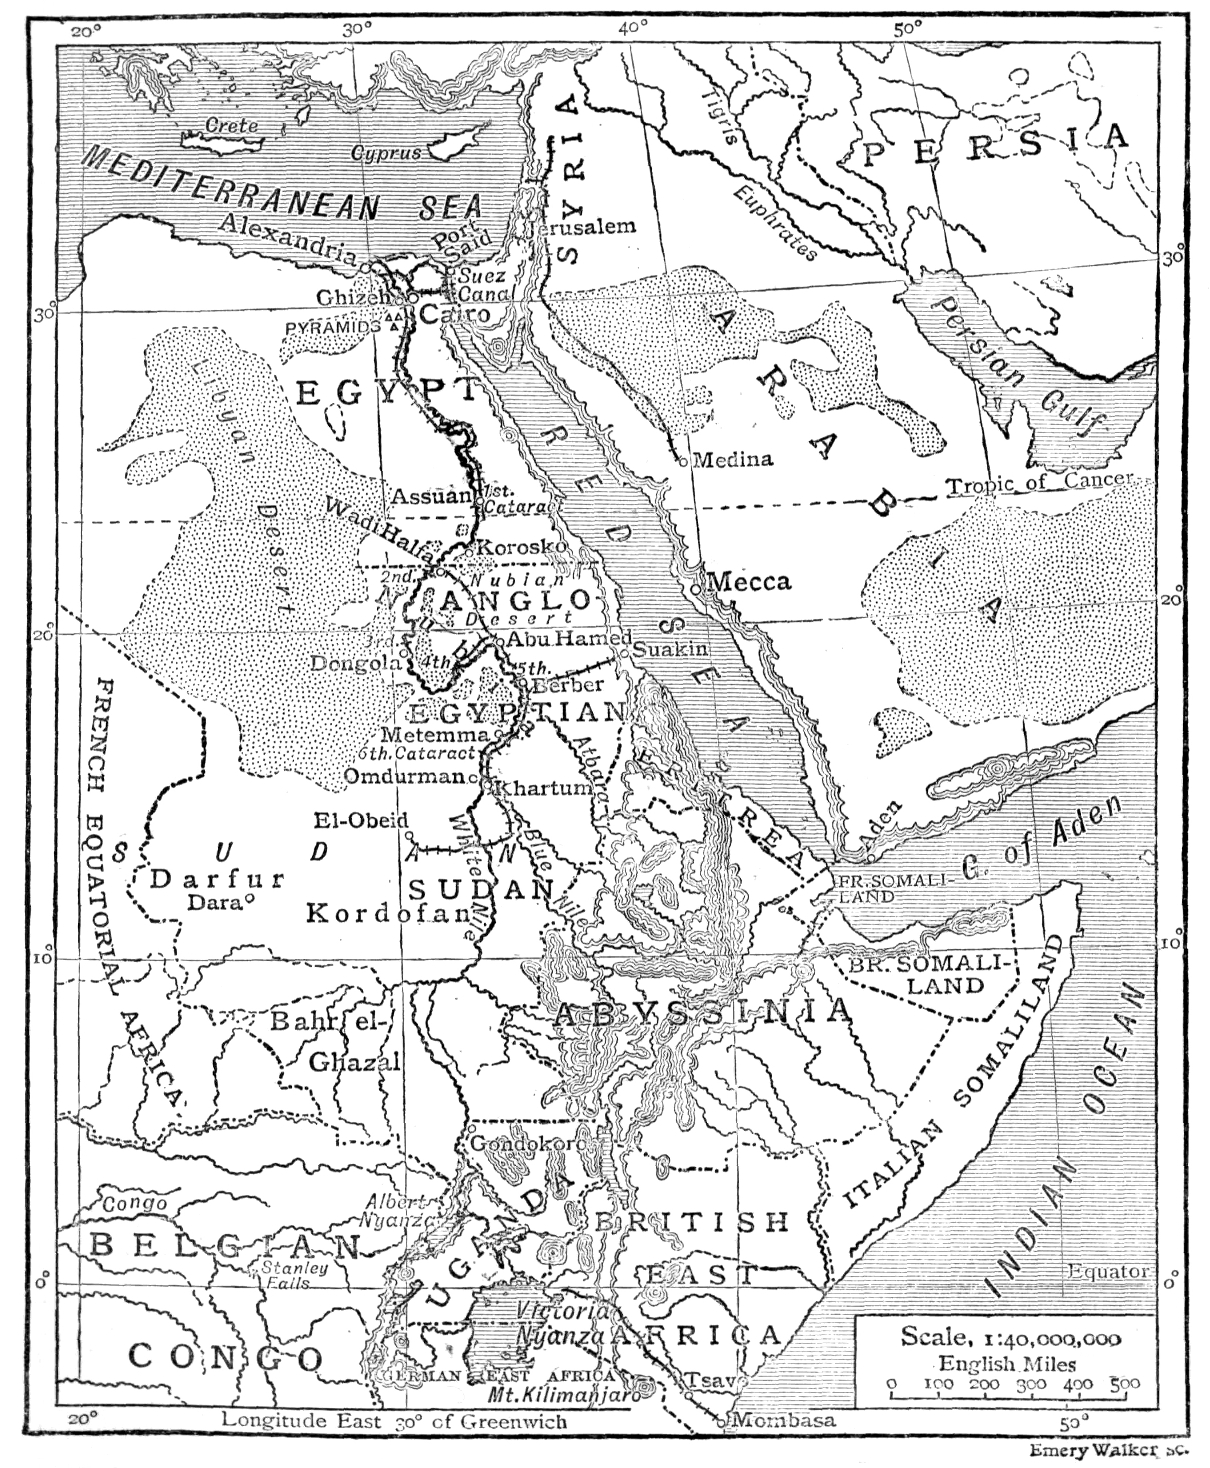 20° 30° 40° 50°
Crete
Cyprus
MEDITERRANEAN SEA
SYRIA
Tigris
PERSIA
Euphrates
Alexandria
Port Said
Jerusalem
Suez
Canal
Ghizeh
Cairo
PYRAMIDS
30°
30°
EGYPT
Libyan Desert
Persian Gulf
ARABIA
RED SEA
Medina
Tropic of Cancer
Assuan
1st.
Catarac
Wadi Halfa
Korosko
2nd.
Nubian
Desert
Mecca
ANGLO
Nubia
20°
20°
3rd.
Abu Hamed
Suakin
Dongola
4th.
5th.
Berber
EGYPTIAN
Metemma
6th. Cataract
Atbara
Omdurman
Khartum
ERITREA
El-Obeid
White Nile
Blue Nile
Aden
G. of Aden
FRENCH EQUATORIAL AFRICA
SUDAN
Darfur
Dara
SUDAN
Kordofan
FR. SOMALI-
LAND
10°
10°
BR. SOMALI-
LAND
ABYSSINIA
Bahr el-
Ghazal
ITALIAN SOMALILAND
INDIAN OCEAN
Gondokoro
Congo
Albert
Nyanza
UGANDA
BRITISH
EAST
AFRICA
BELGIAN
CONGO
Stanley
Falls
0°
0°
Equator
Victoria
Nyanza
GERMAN EAST AFRICA
Mt. Kilimanjaro
Tsavo
Mombasa
Scale, 1:40,000,000
English Miles
0 100 200 300 400 500
20° Longitude East 30° of Greenwich 50°
Emery Walker sc.